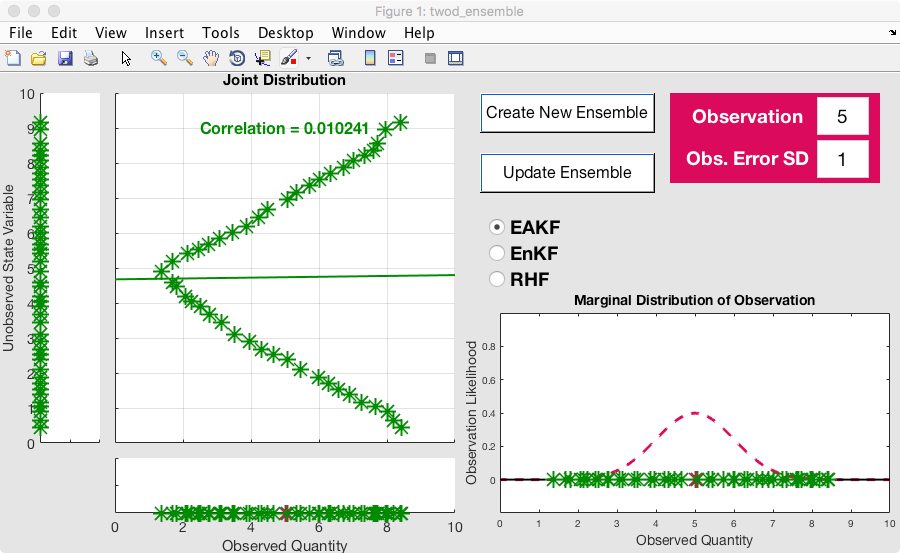 Figure 1: twod_ensemble
File Edit View Insert Tools Desktop Window Help
Joint Distribution
Correlation = 0.010241
Unobserved State Variable
10
9
8
7
6
5
4
3
2
1
0
0 2 4 6 8 10
Observed Quantity
Create New Ensemble
Update Ensemble
Observation 5
Obs. Error SD 1
EAKF
EnKF
RHF
Marginal Distribution of Observation
Observation Likelihood
0.8
0.6
0.4
0.2
0
0 1 2 3 4 5 6 7 8 9 10
Observed Quantity